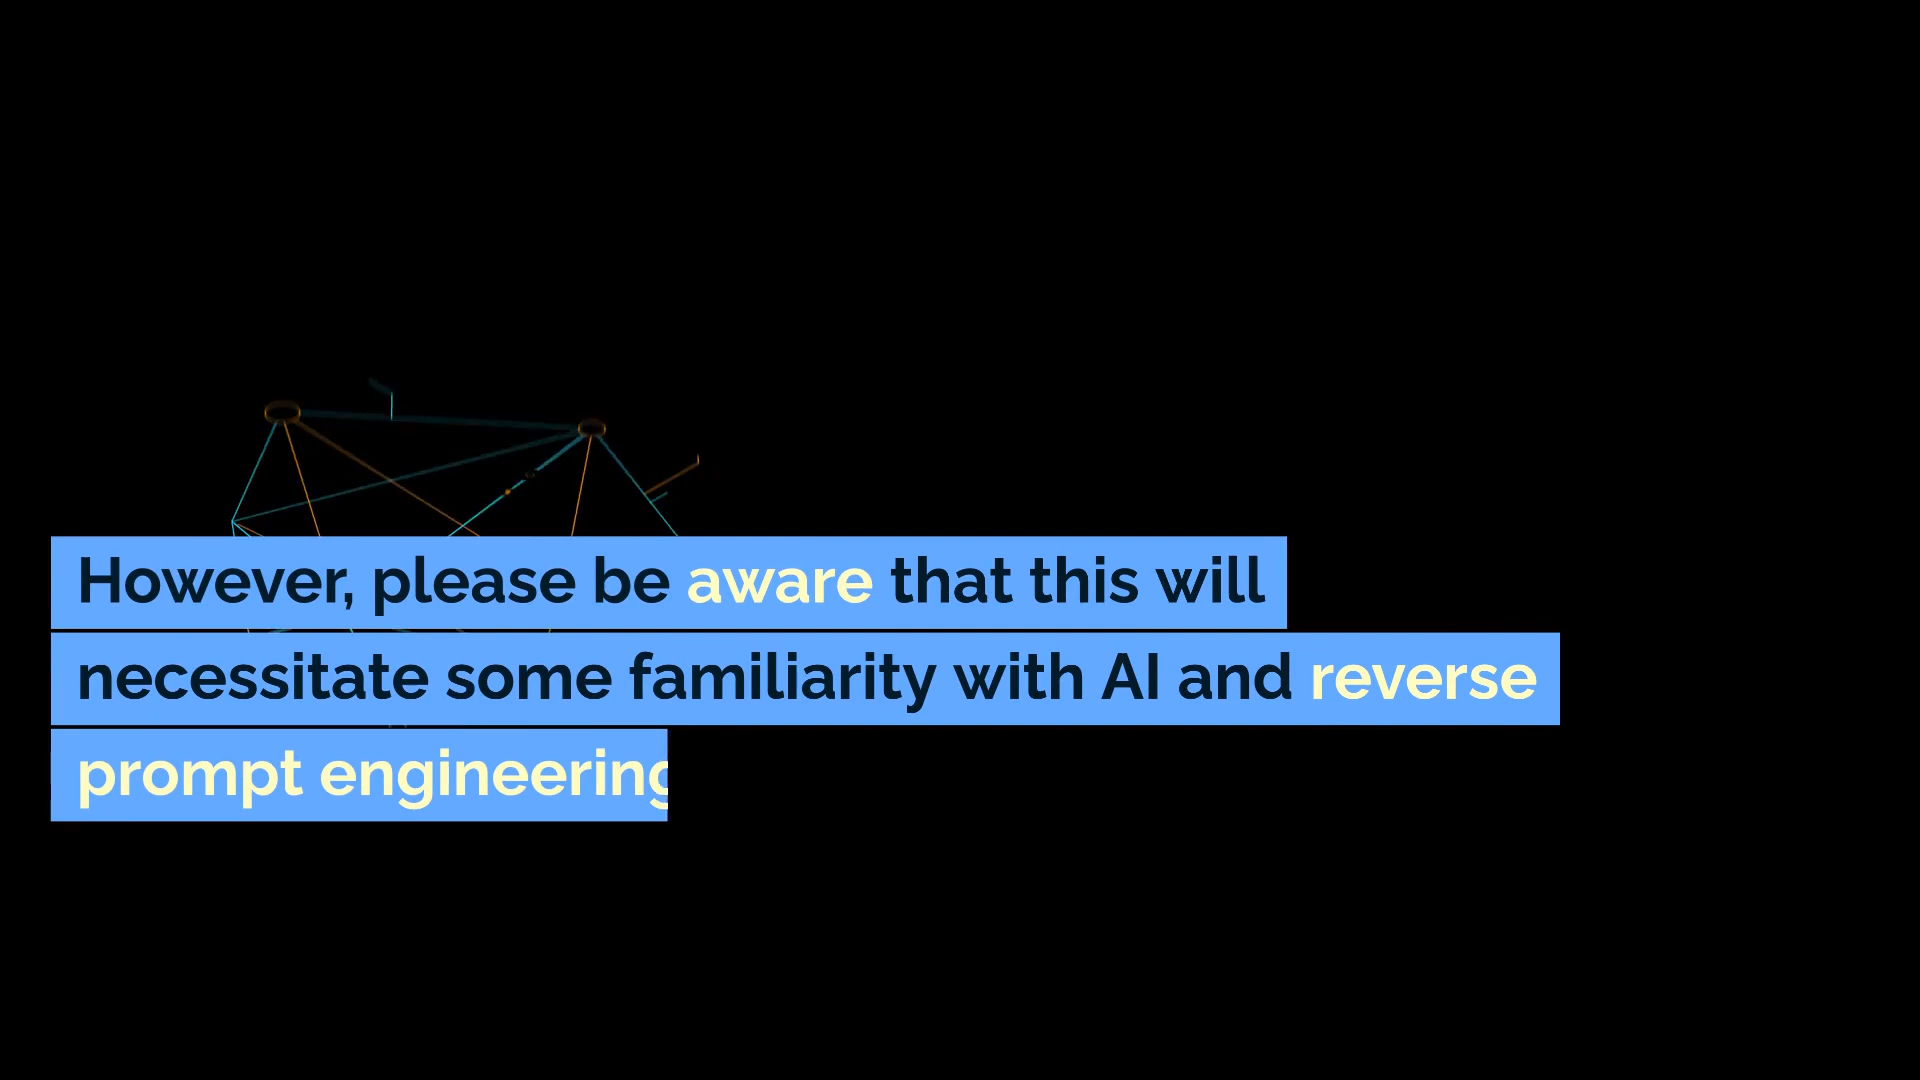 However, please be aware that this will
necessitate some familiarity with AI and reverse
prompt engineering